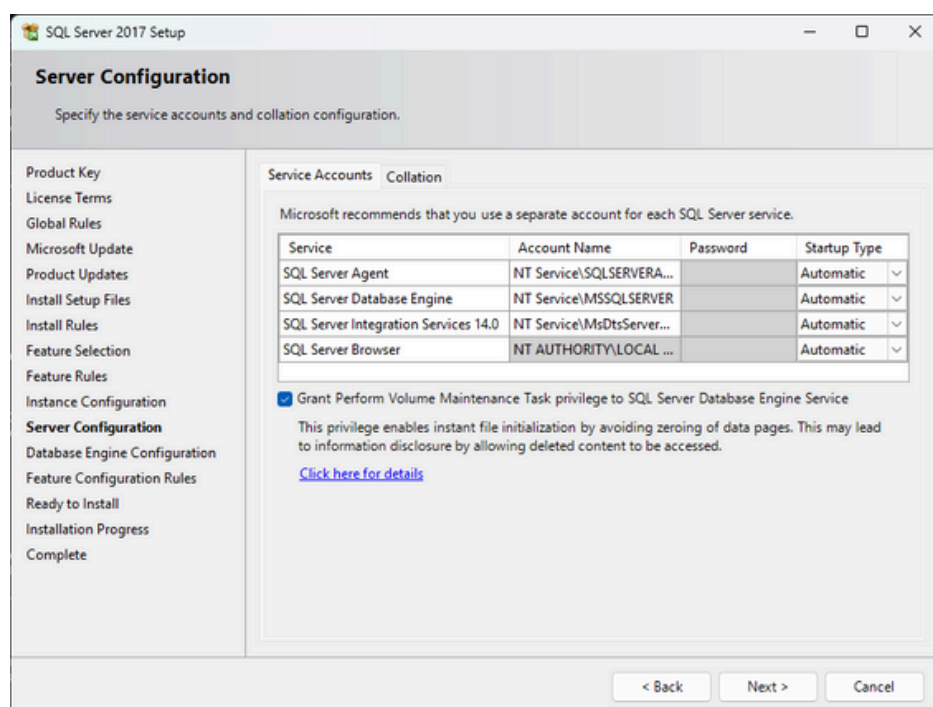 SQL Server 2017 Setup
Server Configuration
Specify the service accounts and collation configuration.
Product Key
License Terms
Global Rules
Microsoft Update
Product Updates
Install Setup Files
Install Rules
Feature Selection
Feature Rules
Instance Configuration
Server Configuration
Database Engine Configuration
Feature Configuration Rules
Ready to Install
Installation Progress
Complete
Service Accounts Collation
Microsoft recommends that you use a separate account for each SQL Server service.
Service Account Name Password Startup Type
SQL Server Agent NT Service\SQLSERVERA... Automatic
SQL Server Database Engine NT Service\MSSQLSERVER Automatic
SQL Server Integration Services 14.0 NT Service\MsDtsServer... Automatic
SQL Server Browser NT AUTHORITY\LOCAL ... Automatic
Grant Perform Volume Maintenance Task privilege to SQL Server Database Engine Service
This privilege enables instant file initialization by avoiding zeroing of data pages. This may lead
to information disclosure by allowing deleted content to be accessed.
Click here for details
< Back Next > Cancel